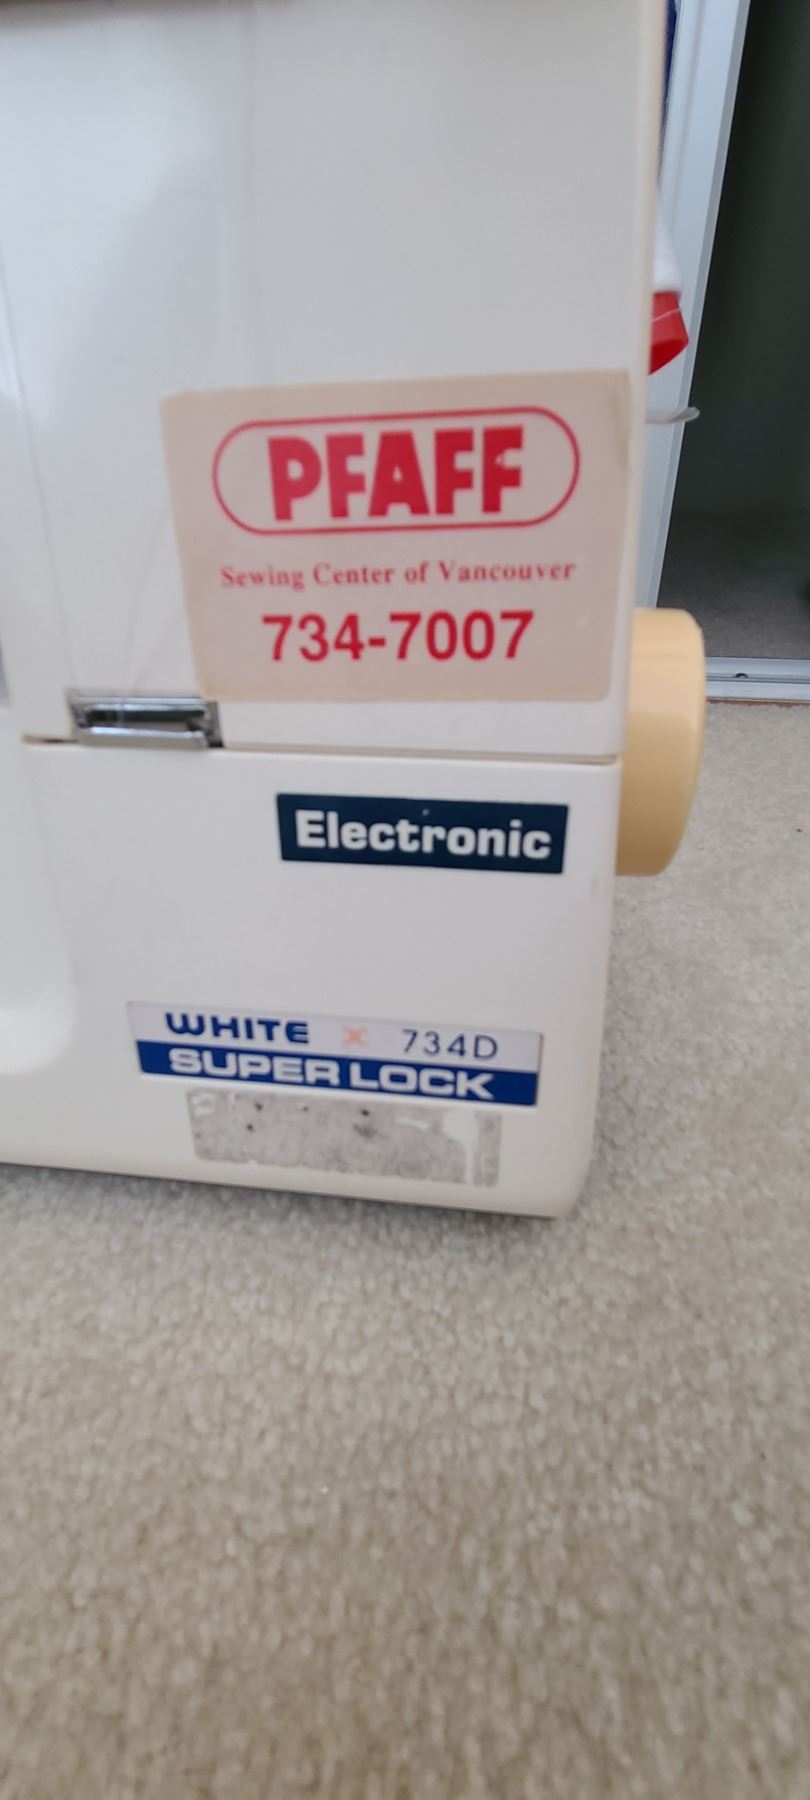 PFAFF
Sewing Center of Vancouver
734-7007
Electronic
WHITE 734D
SUPER LOCK